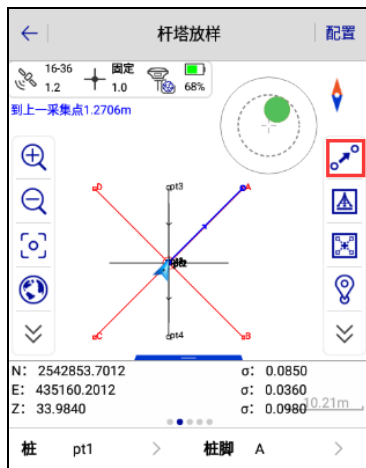 杆塔放样
配置
16-36
1.2
固定
1.0
68%
到上一采集点1.2706m
D
pt3
A
C
pt4
B
N: 2542853.7012
σ: 0.0850
E: 435160.2012
σ: 0.0360
Z: 33.9840
σ: 0.0980
10.21m
桩 pt1 桩脚 A